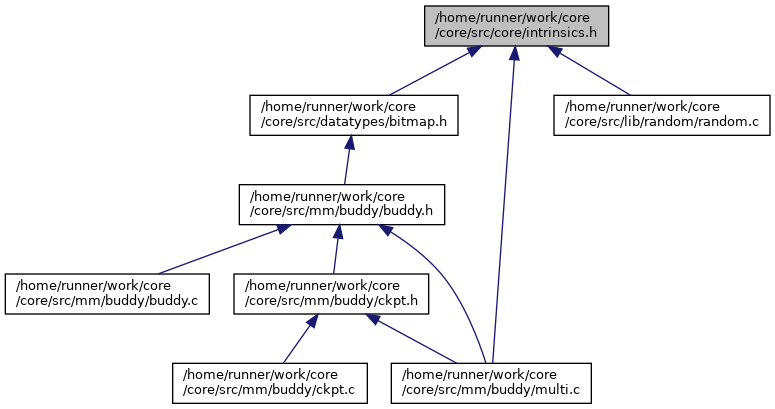 /home/runner/work/core
/core/src/core/intrinsics.h
/home/runner/work/core
/core/src/datatypes/bitmap.h
/home/runner/work/core
/core/src/lib/random/random.c
/home/runner/work/core
/core/src/mm/buddy/buddy.h
/home/runner/work/core
/core/src/mm/buddy/buddy.c
/home/runner/work/core
/core/src/mm/buddy/ckpt.h
/home/runner/work/core
/core/src/mm/buddy/ckpt.c
/home/runner/work/core
/core/src/mm/buddy/multi.c